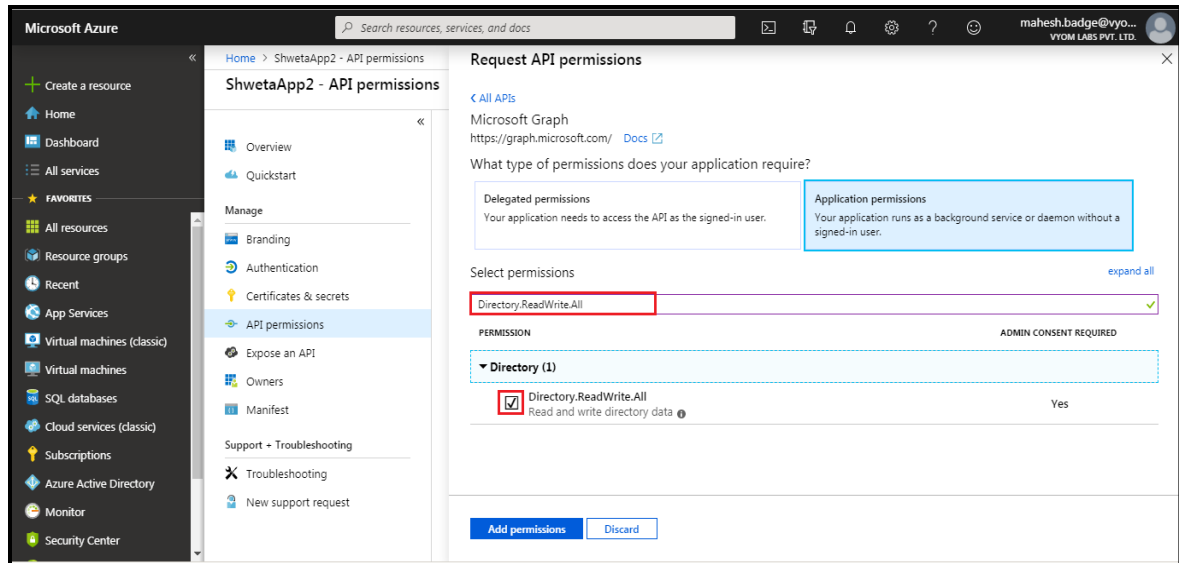 Microsoft Azure
Search resources, services, and docs
mahesh.badge@vyo...
VYOM LABS PVT. LTD.
«
Create a resource
Home
Dashboard
All services
FAVORITES
All resources
Resource groups
Recent
App Services
Virtual machines (classic)
Virtual machines
SQL databases
Cloud services (classic)
Subscriptions
Azure Active Directory
Monitor
Security Center
Home > ShwetaApp2 - API permissions
ShwetaApp2 - API permissions
«
Overview
Quickstart
Manage
Branding
Authentication
Certificates & secrets
API permissions
Expose an API
Owners
Manifest
Support + Troubleshooting
Troubleshooting
New support request
Request API permissions
All APIs
Microsoft Graph
https://graph.microsoft.com/ Docs
What type of permissions does your application require?
Delegated permissions
Your application needs to access the API as the signed-in user.
Application permissions
Your application runs as a background service or daemon without a
signed-in user.
Select permissions
expand all
Directory.ReadWrite.All
PERMISSION ADMIN CONSENT REQUIRED
Directory (1)
Directory.ReadWrite.All
Read and write directory data
Yes
Add permissions
Discard